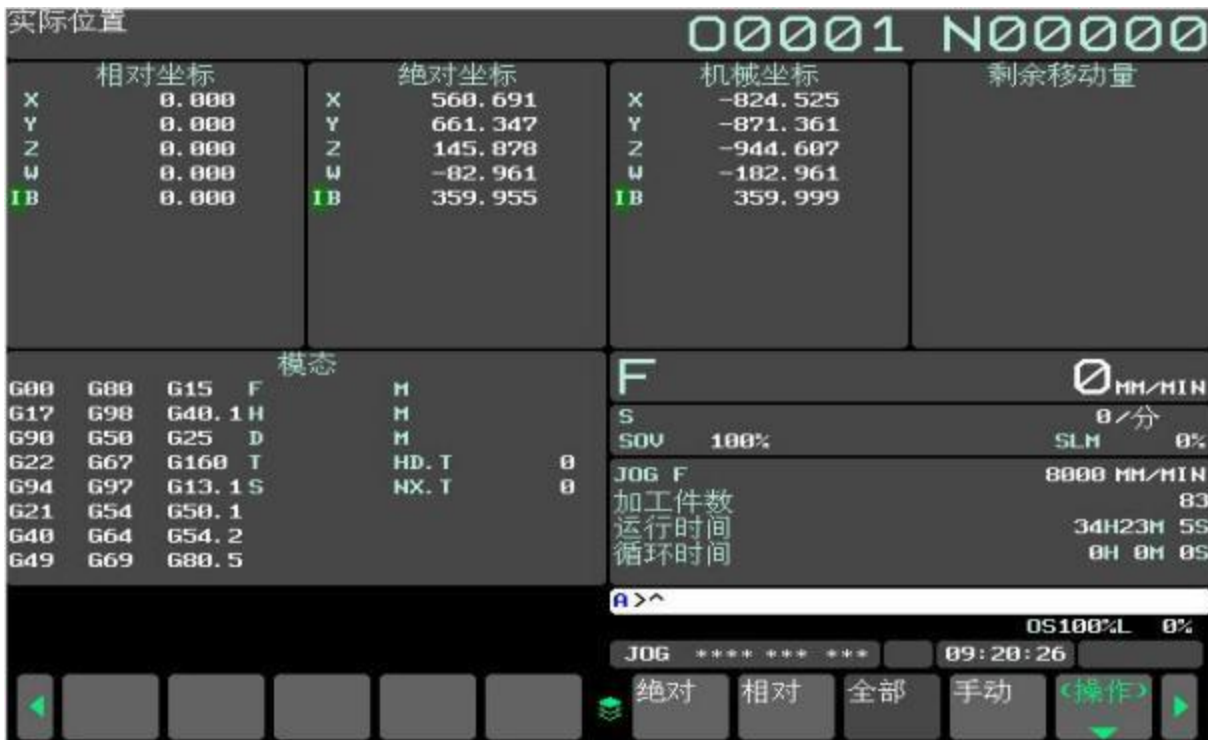 实际位置
O0001 N00000
相对坐标
X 0.000
Y 0.000
Z 0.000
W 0.000
I B 0.000
绝对坐标
X 560.691
Y 661.347
Z 145.878
W -82.961
I B 359.955
机械坐标
X -824.525
Y -871.361
Z -944.607
W -182.961
I B 359.999
剩余移动量
模态
G00 G80 G15 F M
G17 G98 G40.1 H M
G90 G50 G25 D M
G22 G67 G160 T HD.T 0
G94 G97 G13.1 S NX.T 0
G21 G54 G50.1
G40 G64 G54.2
G49 G69 G80.5
F 0 MM/MIN
S 0/分
SOV 100% SLM 0%
JOG F 8000 MM/MIN
加工件数 83
运行时间 34H23M 5S
循环时间 0H 0M 0S
A>^
OS100%L 0%
JOG **** *** *** 09:20:26
绝对 相对 全部 手动 (操作)